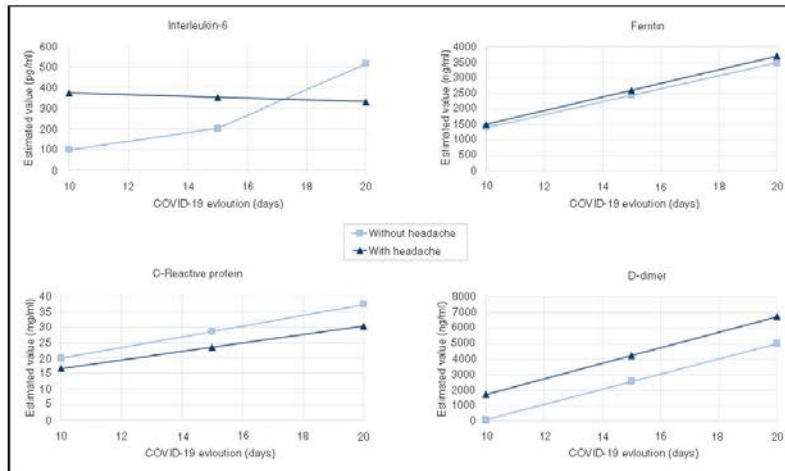 Interleukin-6
Estimated value (pg/ml)
600
500
400
300
200
100
0
10 12 14 16 18 20
COVID-19 evloution (days)
Ferritin
Estimated value (ng/ml)
4000
3500
3000
2500
2000
1500
1000
500
0
10 12 14 16 18 20
COVID-19 evloution (days)
Without headache
With headache
C-Reactive protein
Estimated value (mg/ml)
40
35
30
25
20
15
10
5
0
10 12 14 16 18 20
COVID-19 evloution (days)
D-dimer
Estimated value (ng/ml)
8000
7000
6000
5000
4000
3000
2000
1000
0
10 12 14 16 18 20
COVID-19 evloution (days)